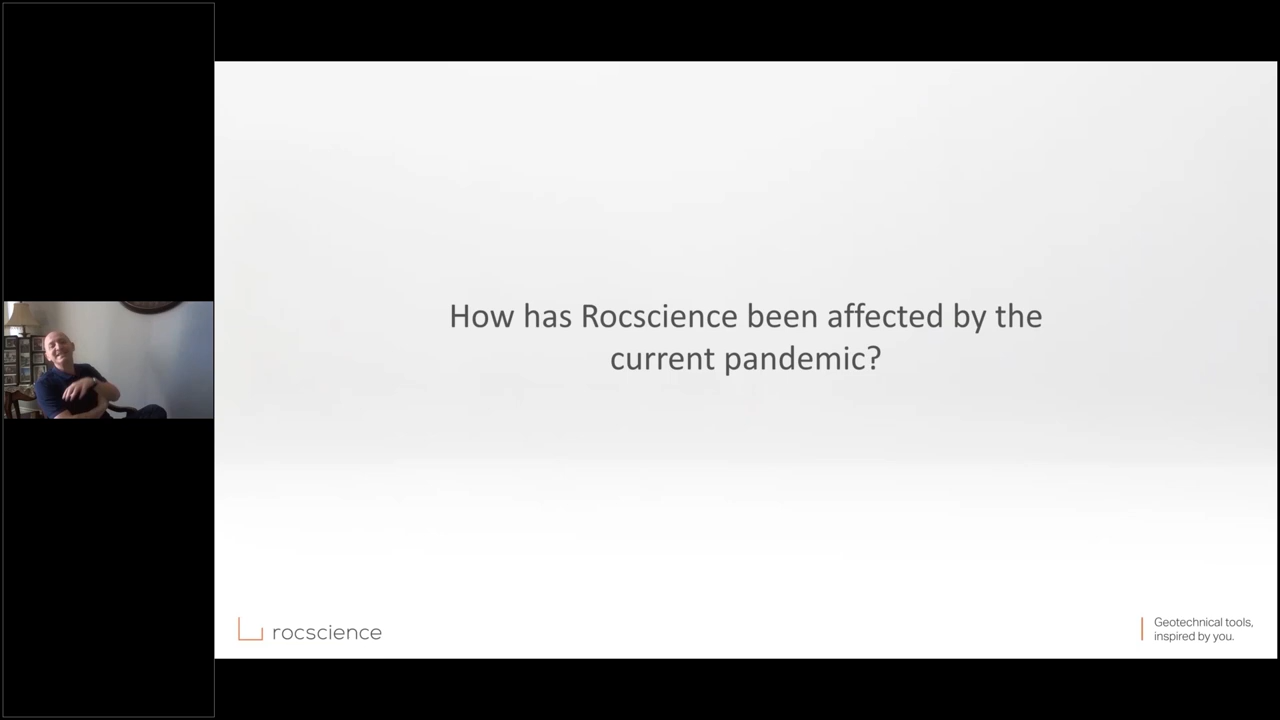 How has Rocscience been affected by the
current pandemic?
rocscience
Geotechnical tools,
inspired by you.